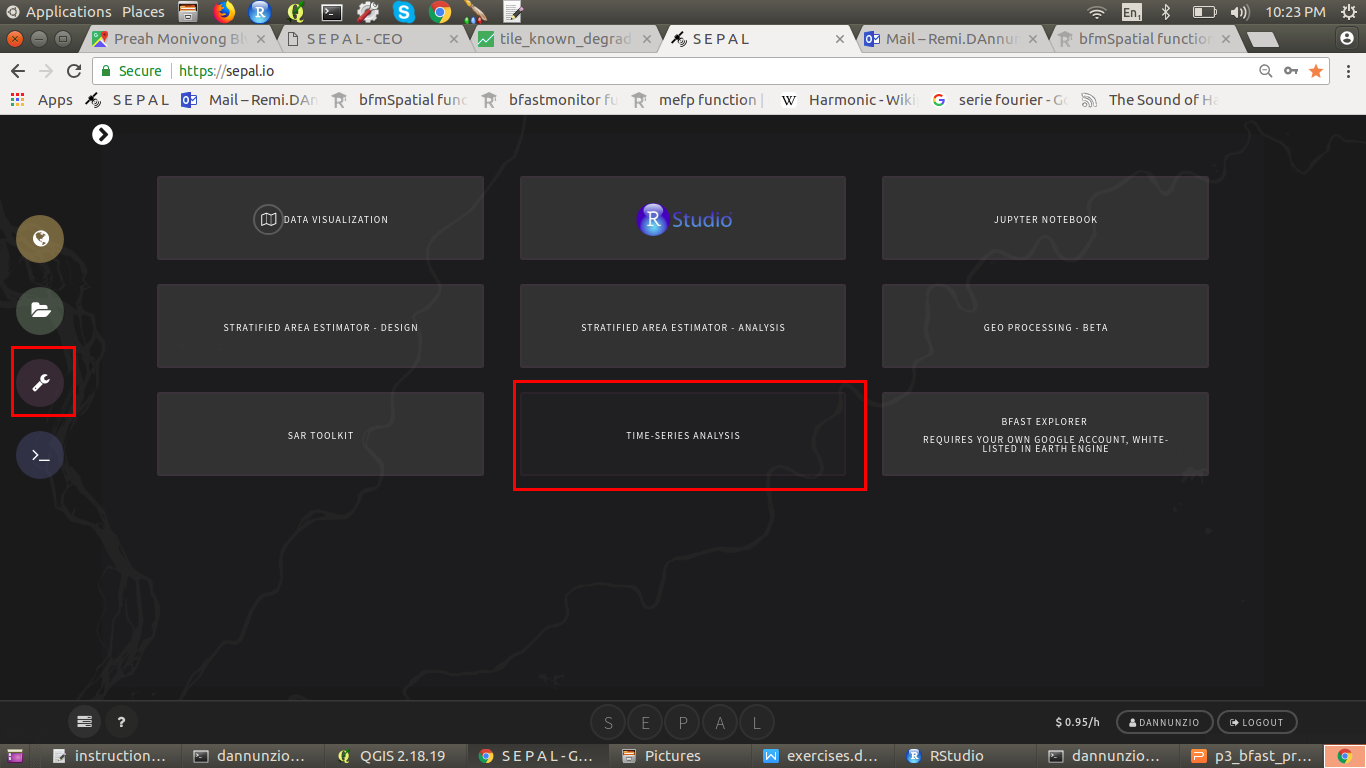 Applications Places
En1
10:23 PM
Preah Monivong Bl
S E P A L - CEO
tile_known_degrad
S E P A L
Mail – Remi.DAnnun
bfmSpatial function
Secure https://sepal.io
Apps
S E P A L
Mail – Remi.DAn
bfmSpatial func
bfastmonitor fu
mefp function |
W Harmonic - Wiki
serie fourier - Go
The Sound of Ha
DATA VISUALIZATION
R Studio
JUPYTER NOTEBOOK
STRATIFIED AREA ESTIMATOR - DESIGN
STRATIFIED AREA ESTIMATOR - ANALYSIS
GEO PROCESSING - BETA
SAR TOOLKIT
TIME-SERIES ANALYSIS
BFAST EXPLORER
REQUIRES YOUR OWN GOOGLE ACCOUNT, WHITE-
LISTED IN EARTH ENGINE
?
S E P A L
$ 0.95/h
DANNUNZIO
LOGOUT
instruction...
dannunzio...
QGIS 2.18.19
S E P A L - G...
Pictures
exercises.d...
RStudio
dannunzio...
p3_bfast_pr...